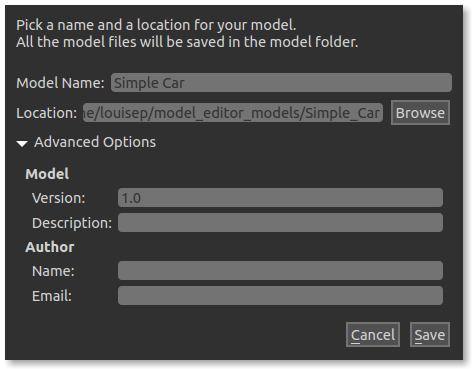 Pick a name and a location for your model.
All the model files will be saved in the model folder.
Model Name: Simple Car
Location: e/louisep/model_editor_models/Simple_Car Browse
Advanced Options
Model
Version: 1.0
Description:
Author
Name:
Email:
Cancel Save